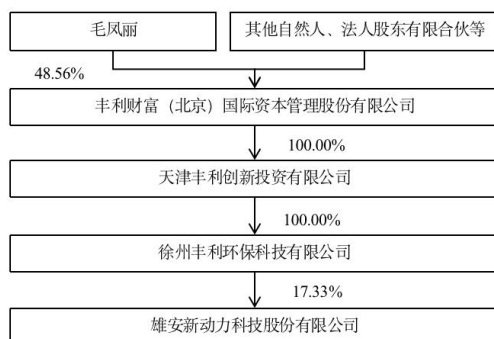 毛凤丽
其他自然人、法人股东有限合伙等
48.56%
丰利财富（北京）国际资本管理股份有限公司
100.00%
天津丰利创新投资有限公司
100.00%
徐州丰利环保科技有限公司
17.33%
雄安新动力科技股份有限公司